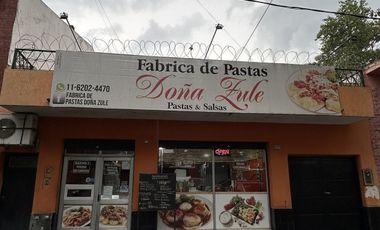 Fabrica de Pastas
Doña Zule
Pastas & Salsas
11-6202-4470
FABRICA DE
PASTAS DOÑA ZULE
OPEN